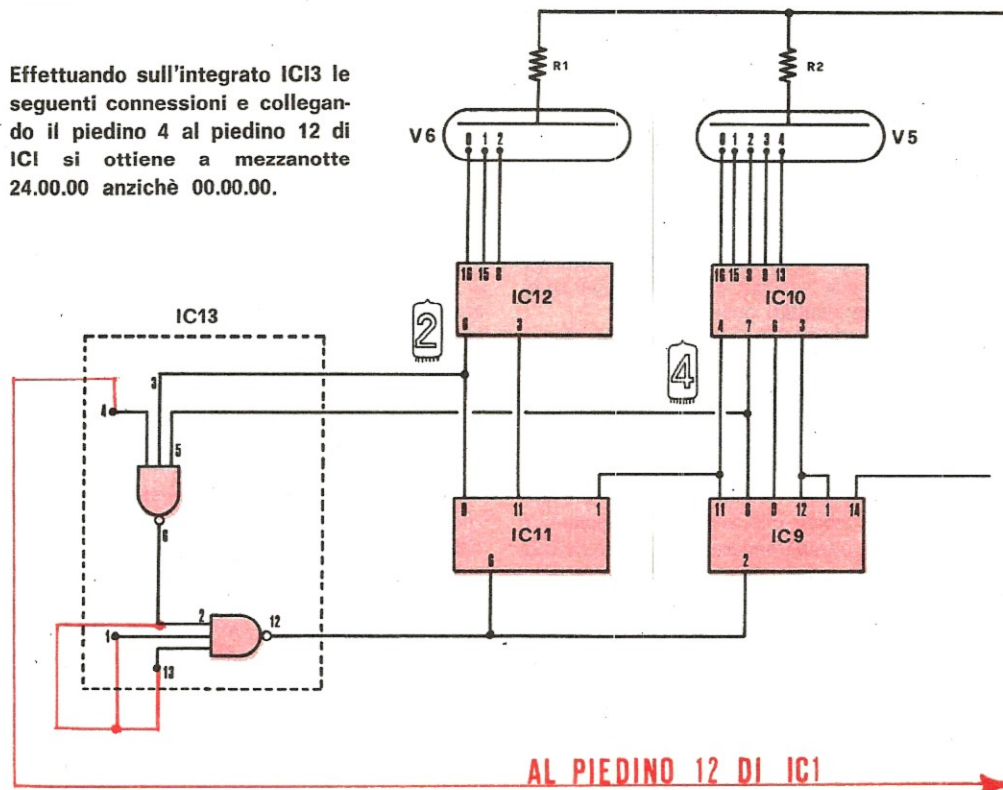 Effettuando sull'integrato ICI3 le
seguenti connessioni e collegan-
do il piedino 4 al piedino 12 di
ICI si ottiene a mezzanotte
24.00.00 anzichè 00.00.00.
R1
R2
V6
0 1 2
V5
0 1 2 3 4
16 15 8
IC12
6 3
16 15 8 9 13
IC10
4 7 6 3
IC13
2
4
3
4
5
6
9 11 1
IC11
6
11 8 9 12 1 14
IC9
2
2
12
1
13
AL PIEDINO 12 DI IC1